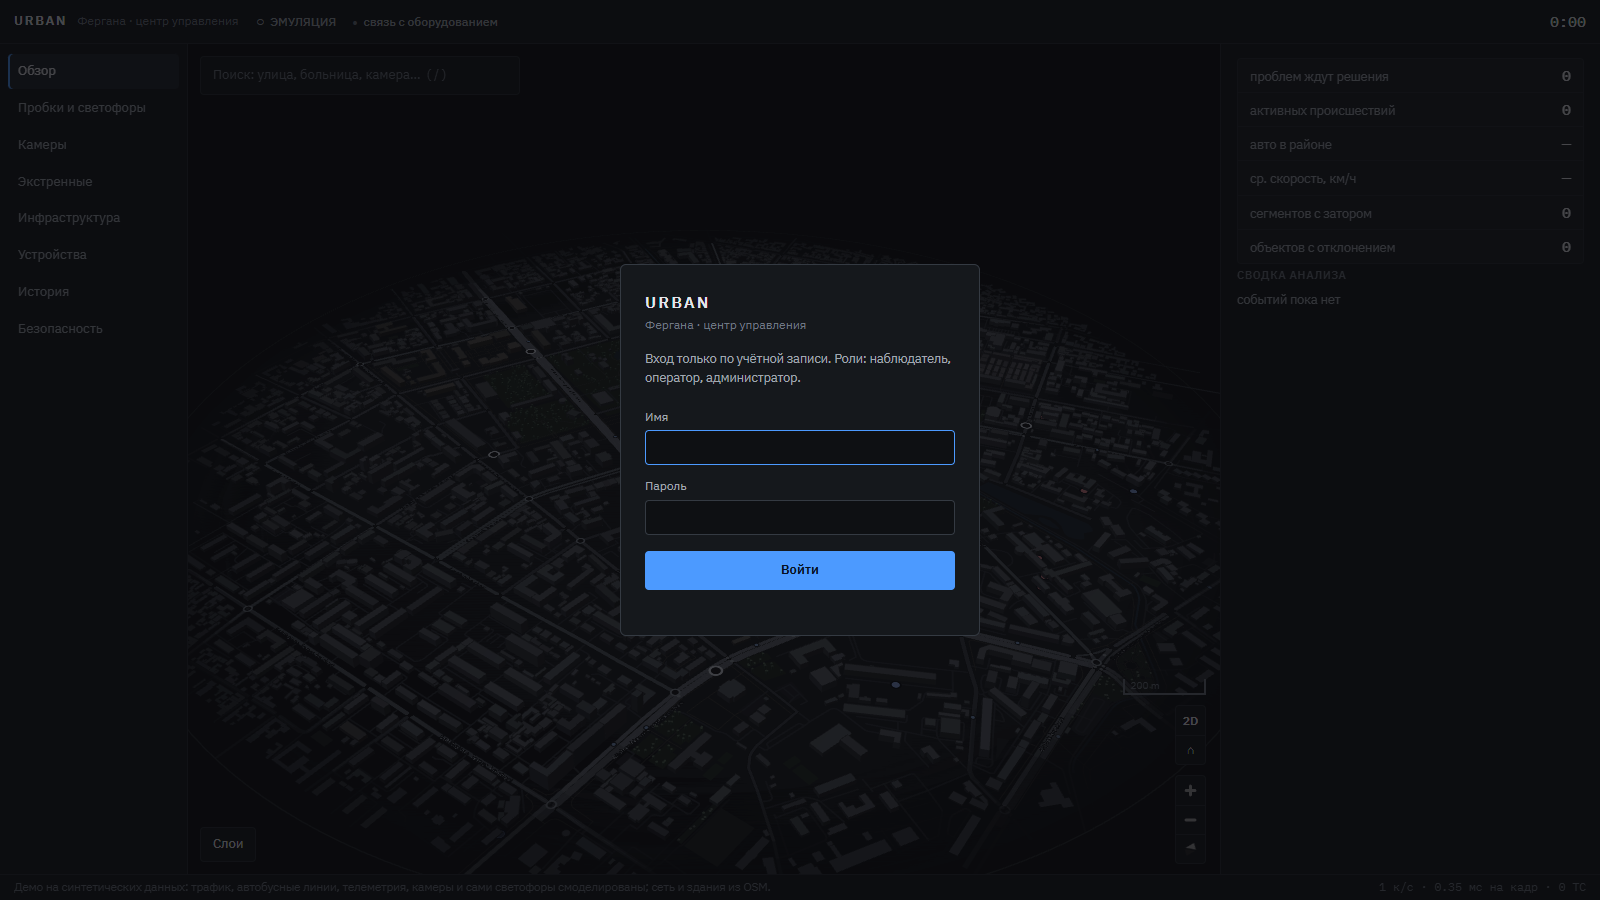 URBAN Фергана · центр управления ЭМУЛЯЦИЯ связь с оборудованием 0:00
Обзор
Пробки и светофоры
Камеры
Экстренные
Инфраструктура
Устройства
История
Безопасность
Поиск: улица, больница, камера... (/)
проблем ждут решения 0
активных происшествий 0
авто в районе —
ср. скорость, км/ч —
сегментов с затором 0
объектов с отклонением 0
СВОДКА АНАЛИЗА
событий пока нет
URBAN
Фергана · центр управления
Вход только по учётной записи. Роли: наблюдатель,
оператор, администратор.
Имя
Пароль
Войти
200 m
2D
Слои
Демо на синтетических данных: трафик, автобусные линии, телеметрия, камеры и сами светофоры смоделированы; сеть и здания из OSM.
1 к/с · 0.35 мс на кадр · 0 ТС